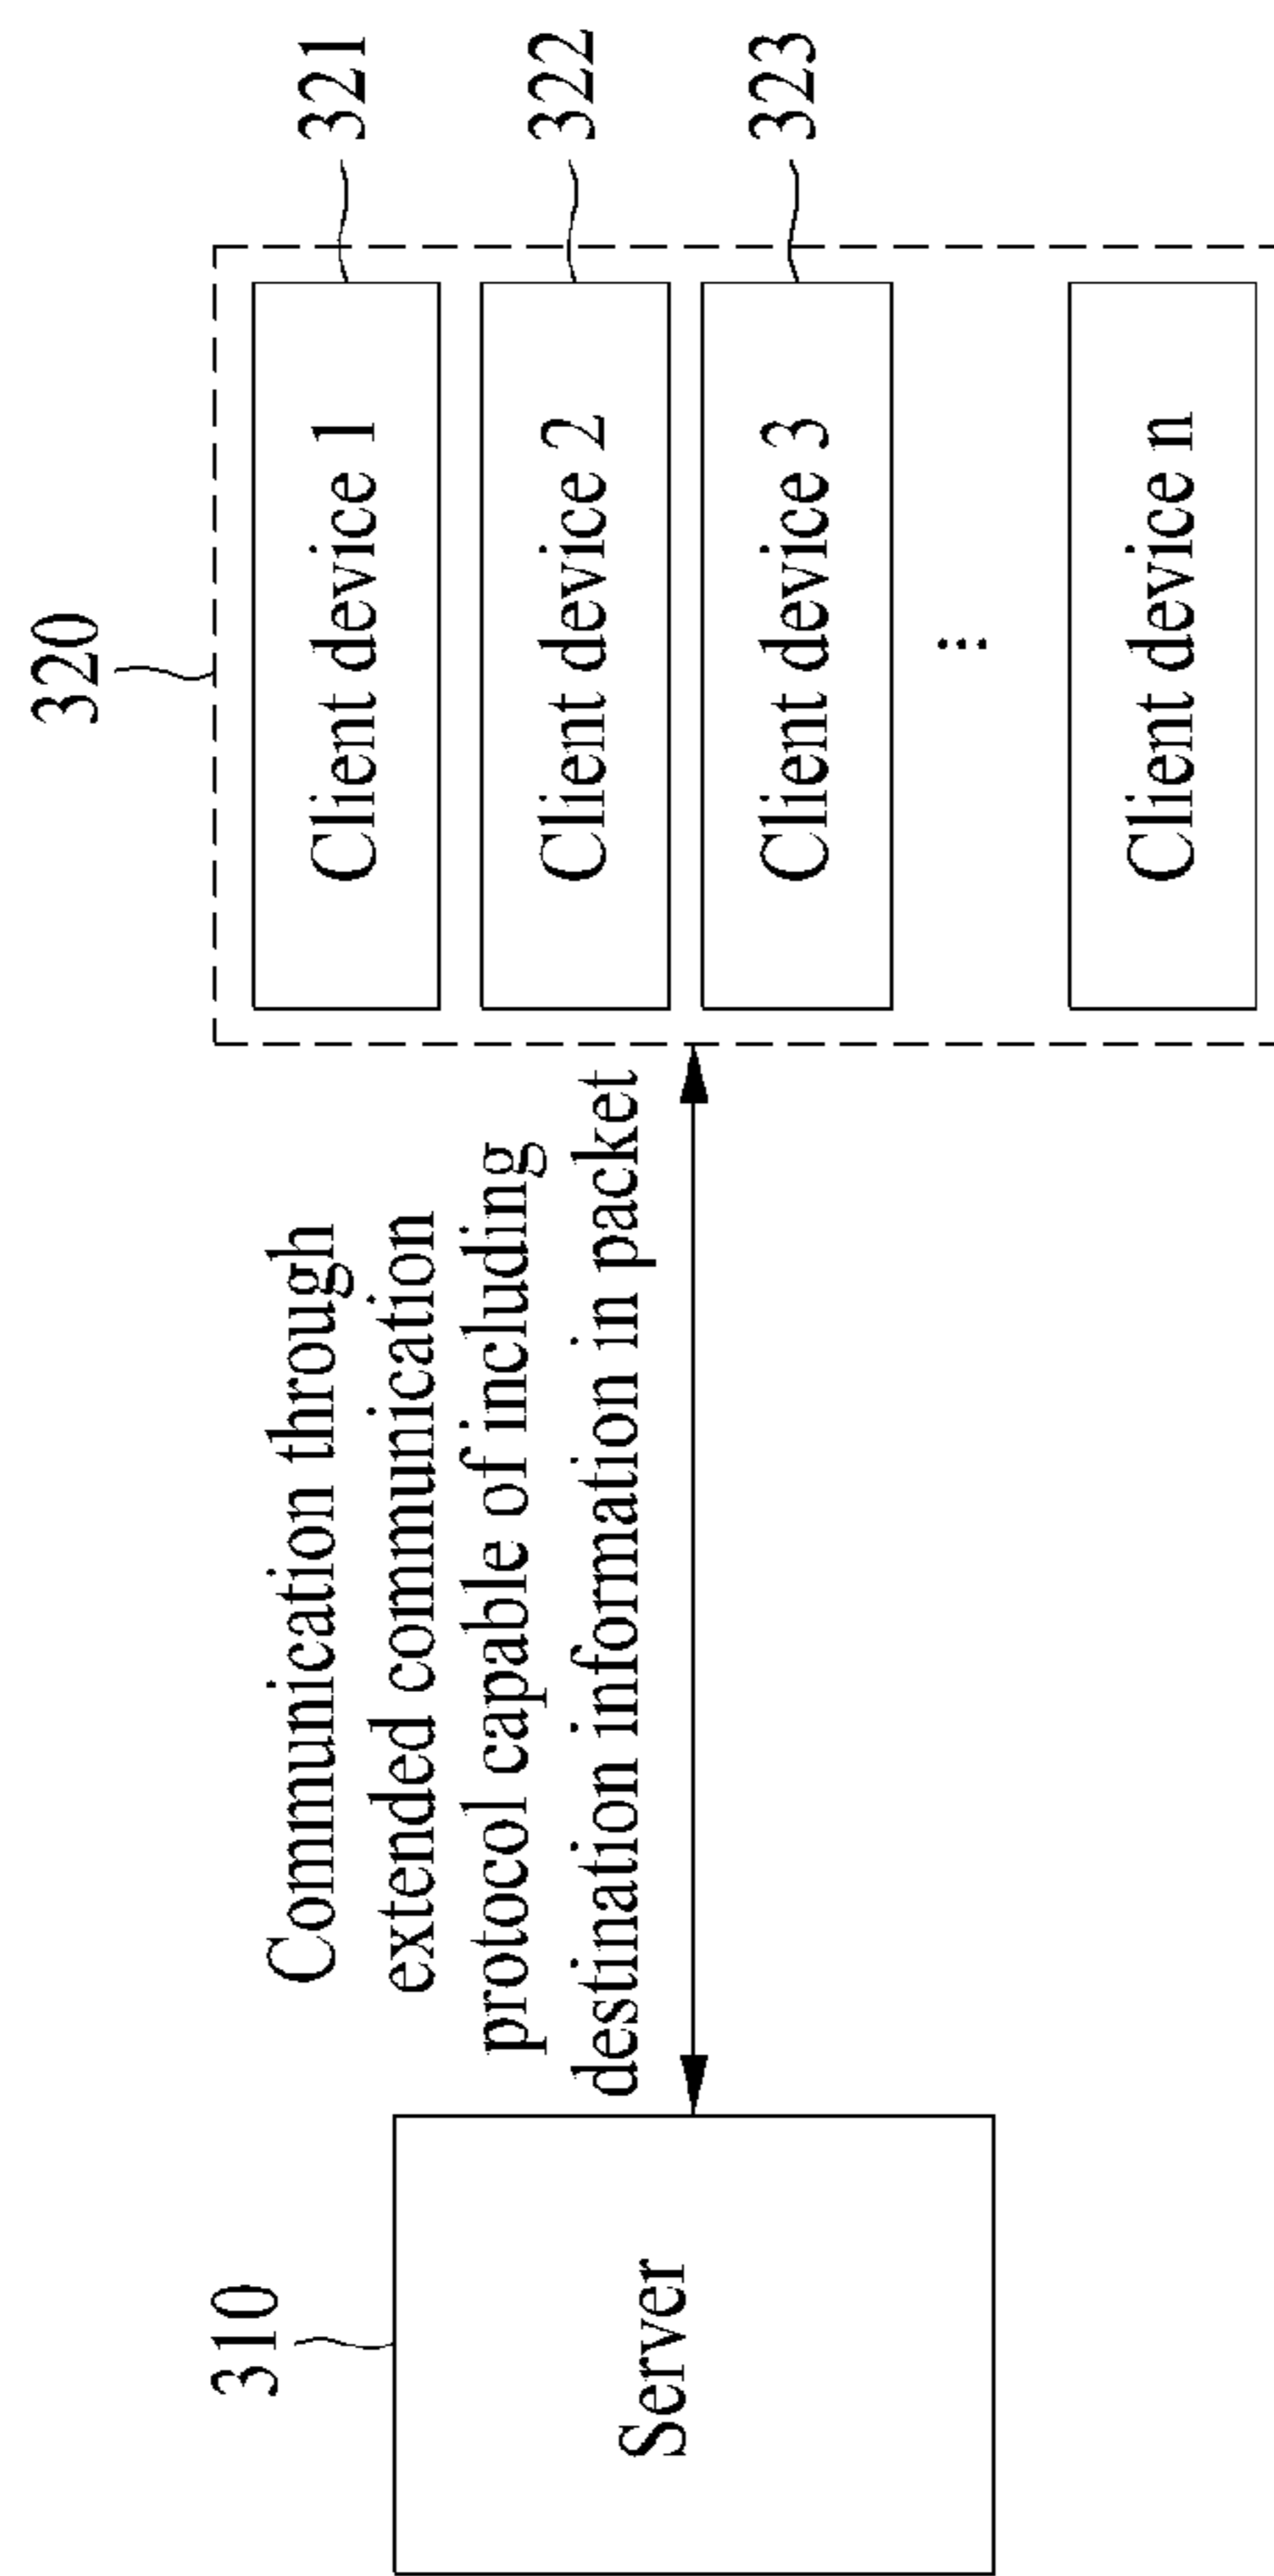 320
310
Server
Communication through
extended communication
protocol capable of including
destination information in packet
Client device 1
321
Client device 2
322
Client device 3
323
⋮
Client device n